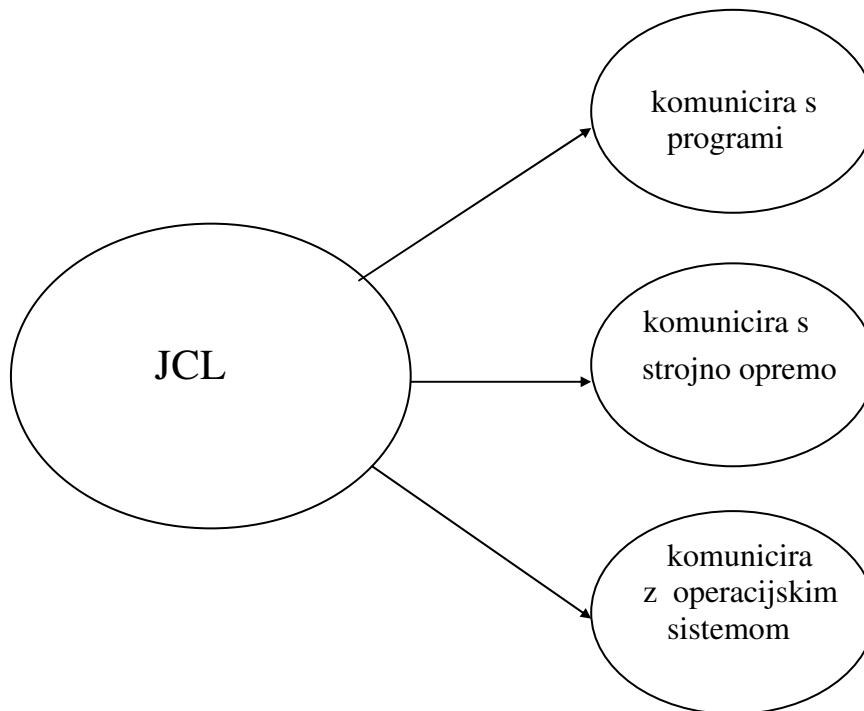 JCL
komunicira s
programi
komunicira s
strojno opremo
komunicira
z operacijskim
sistemom